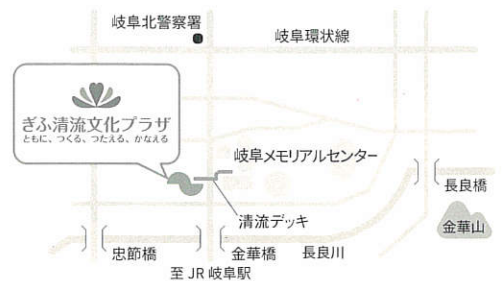 岐阜北警察署
岐阜環状線
ぎふ清流文化プラザ
ともに、つくる、つたえる、かなえる
岐阜メモリアルセンター
長良橋
清流デッキ
金華山
忠節橋
金華橋
長良川
至 JR 岐阜駅